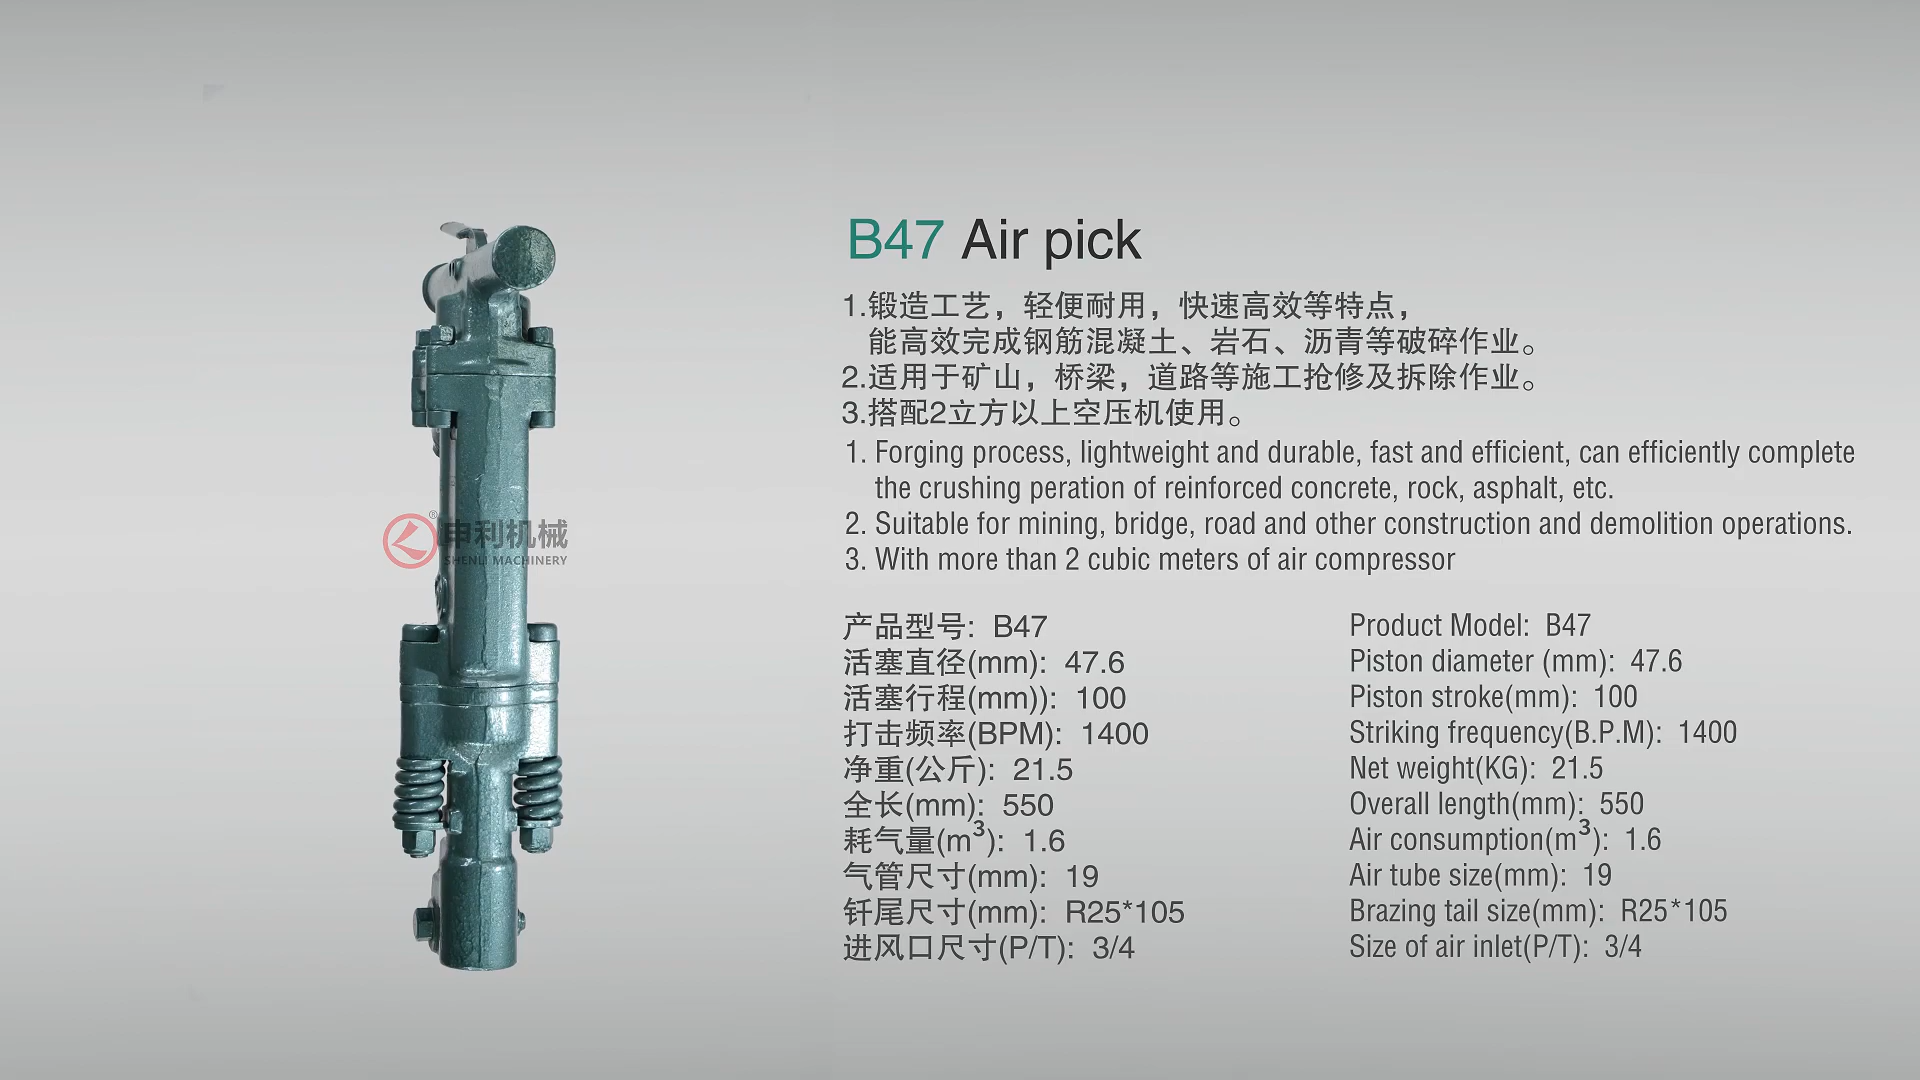 B47 Air pick
1.锻造工艺，轻便耐用，快速高效等特点，
能高效完成钢筋混凝土、岩石、沥青等破碎作业。
2.适用于矿山，桥梁，道路等施工抢修及拆除作业。
3.搭配2立方以上空压机使用。
1. Forging process, lightweight and durable, fast and efficient, can efficiently complete
the crushing peration of reinforced concrete, rock, asphalt, etc.
2. Suitable for mining, bridge, road and other construction and demolition operations.
3. With more than 2 cubic meters of air compressor
® 申利机械
SHENLI MACHINERY
产品型号: B47
活塞直径(mm): 47.6
活塞行程(mm)): 100
打击频率(BPM): 1400
净重(公斤): 21.5
全长(mm): 550
耗气量(m³): 1.6
气管尺寸(mm): 19
钎尾尺寸(mm): R25*105
进风口尺寸(P/T): 3/4
Product Model: B47
Piston diameter (mm): 47.6
Piston stroke(mm): 100
Striking frequency(B.P.M): 1400
Net weight(KG): 21.5
Overall length(mm): 550
Air consumption(m³): 1.6
Air tube size(mm): 19
Brazing tail size(mm): R25*105
Size of air inlet(P/T): 3/4